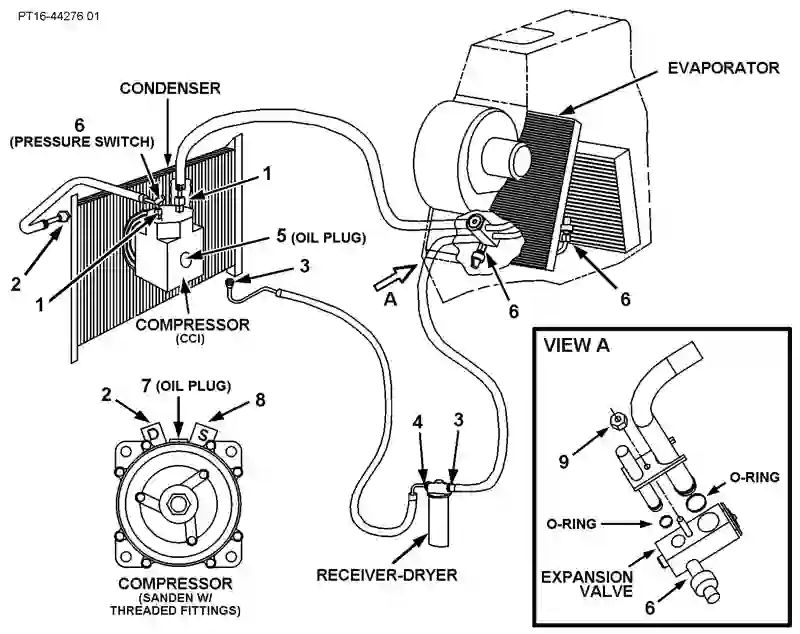 PT16-44276 01
EVAPORATOR
CONDENSER
6
(PRESSURE SWITCH)
1
2
1
5 (OIL PLUG)
3
A
6
6
COMPRESSOR
(CCI)
VIEW A
2
7 (OIL PLUG)
8
D
S
4
3
9
O-RING
O-RING
EXPANSION
VALVE
6
RECEIVER-DRYER
COMPRESSOR
(SANDEN W/
THREADED FITTINGS)